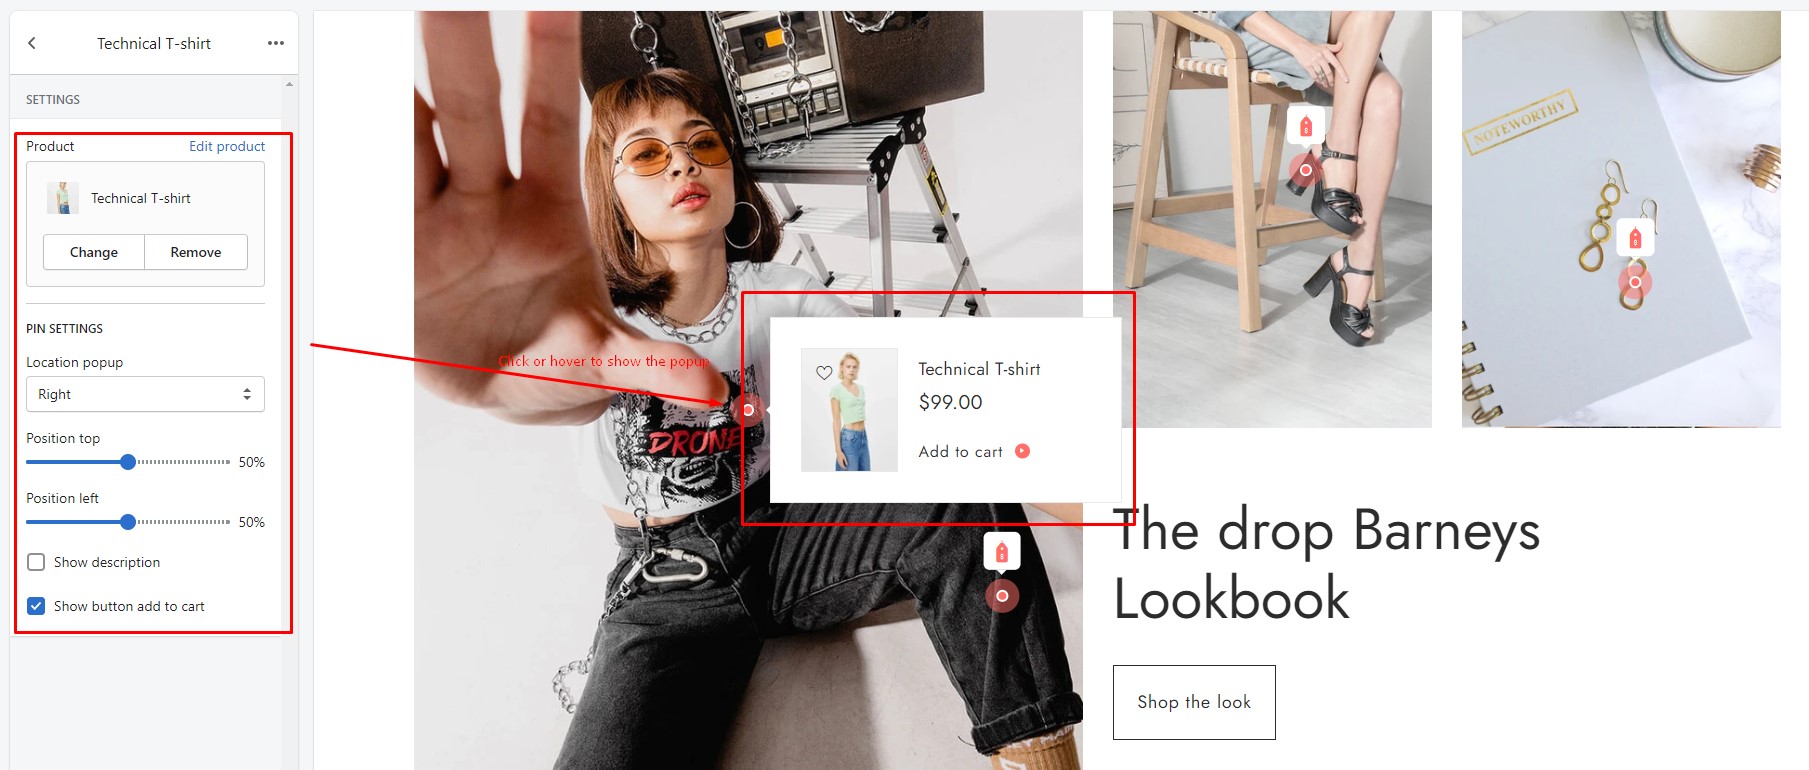 Technical T-shirt
SETTINGS
Product
Edit product
Technical T-shirt
Change
Remove
PIN SETTINGS
Location popup
Right
Position top
50%
Position left
50%
Show description
Show button add to cart
Click or hover to show the popup
DRONE
NOTEWORTHY
Technical T-shirt
$99.00
Add to cart
The drop Barneys
Lookbook
Shop the look